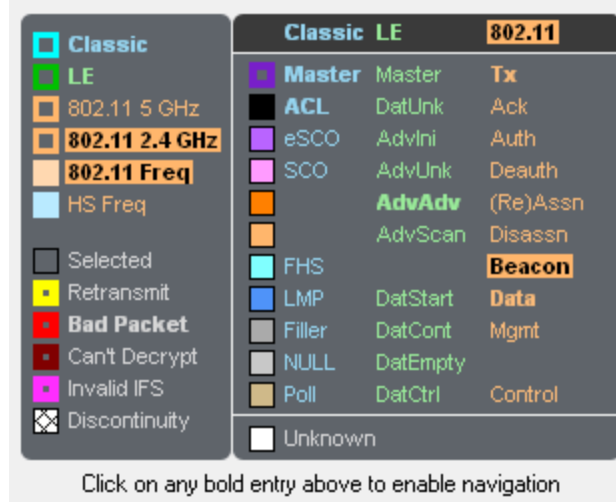 Classic
LE
802.11 5 GHz
802.11 2.4 GHz
802.11 Freq
HS Freq
Selected
Retransmit
Bad Packet
Can't Decrypt
Invalid IFS
Discontinuity
Classic LE 802.11
Master Master Tx
ACL DatUnk Ack
eSCO AdvIni Auth
SCO AdvUnk Deauth
AdvAdv (Re)Assn
AdvScan Disassn
FHS Beacon
LMP DatStart Data
Filler DatCont Mgmt
NULL DatEmpty
Poll DatCtrl Control
Unknown
Click on any bold entry above to enable navigation